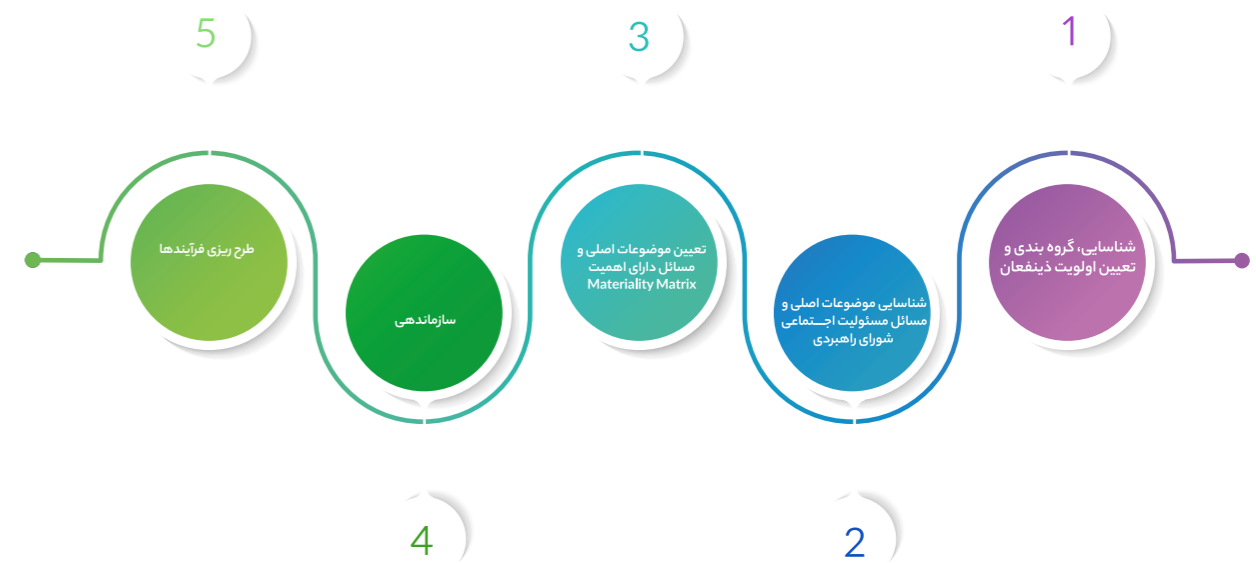 1
شناسایی، گروه بندی و
تعیین اولویت ذینفعان
2
شناسایی موضوعات اصلی و
مسائل مسئولیت اجـــتماعی
شورای راهبردی
3
تعیین موضوعات اصلی و
مسائل دارای اهمیت
Materiality Matrix
4
سازماندهی
5
طرح ریزی فرآیندها